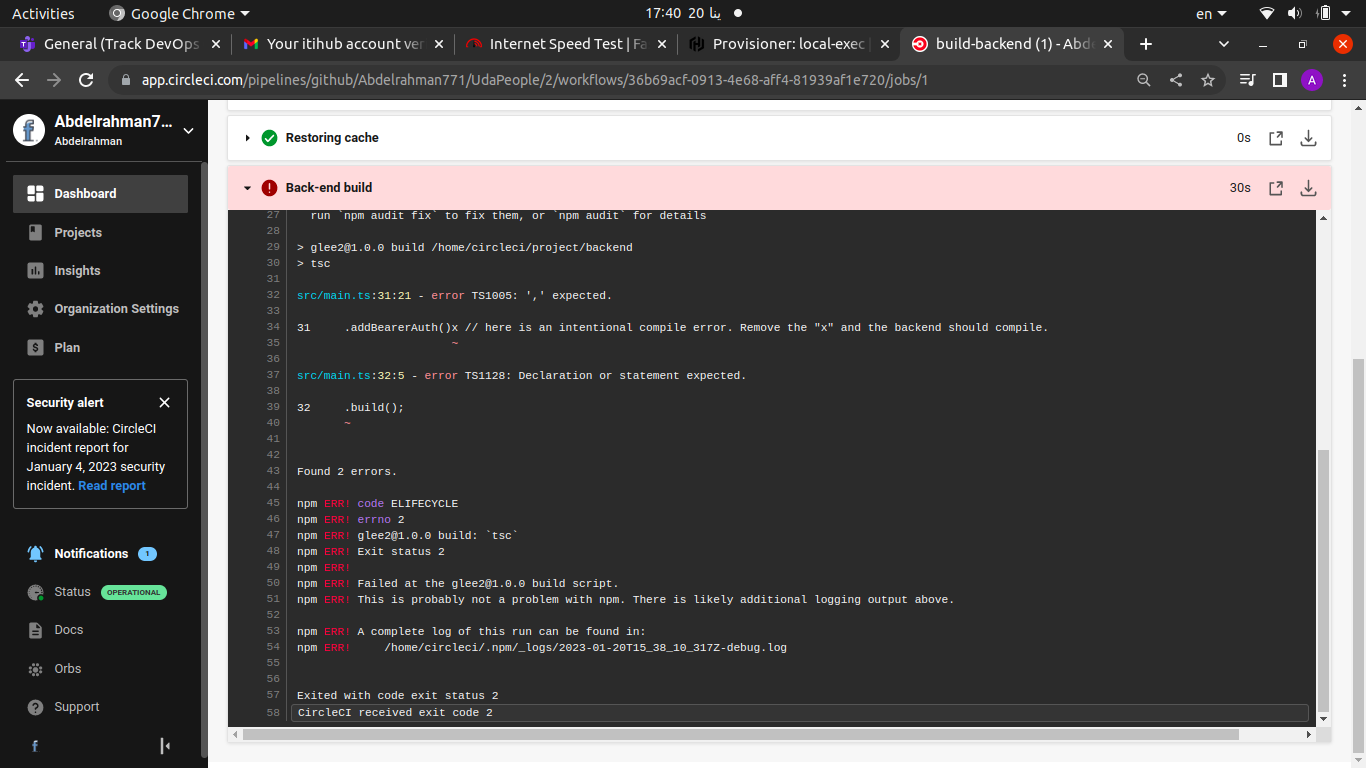 Activities
Google Chrome
17:40 20 ينا
en
General (Track DevOps
Your itihub account ver
Internet Speed Test | Fa
Provisioner: local-exec
build-backend (1) - Abde
app.circleci.com/pipelines/github/Abdelrahman771/UdaPeople/2/workflows/36b69acf-0913-4e68-aff4-81939af1e720/jobs/1
A
Abdelrahman7...
Abdelrahman
Dashboard
Projects
Insights
Organization Settings
Plan
Security alert
Now available: CircleCI
incident report for
January 4, 2023 security
incident. Read report
Notifications 1
Status OPERATIONAL
Docs
Orbs
Support
Restoring cache 0s
Back-end build 30s
27 run `npm audit fix` to fix them, or `npm audit` for details
28
29 > glee2@1.0.0 build /home/circleci/project/backend
30 > tsc
31
32 src/main.ts:31:21 - error TS1005: ',' expected.
33
34 31     .addBearerAuth()x // here is an intentional compile error. Remove the "x" and the backend should compile.
35 ~
36
37 src/main.ts:32:5 - error TS1128: Declaration or statement expected.
38
39 32     .build();
40 ~
41
42
43 Found 2 errors.
44
45 npm ERR! code ELIFECYCLE
46 npm ERR! errno 2
47 npm ERR! glee2@1.0.0 build: `tsc`
48 npm ERR! Exit status 2
49 npm ERR!
50 npm ERR! Failed at the glee2@1.0.0 build script.
51 npm ERR! This is probably not a problem with npm. There is likely additional logging output above.
52
53 npm ERR! A complete log of this run can be found in:
54 npm ERR!     /home/circleci/.npm/_logs/2023-01-20T15_38_10_317Z-debug.log
55
56
57 Exited with code exit status 2
58 CircleCI received exit code 2